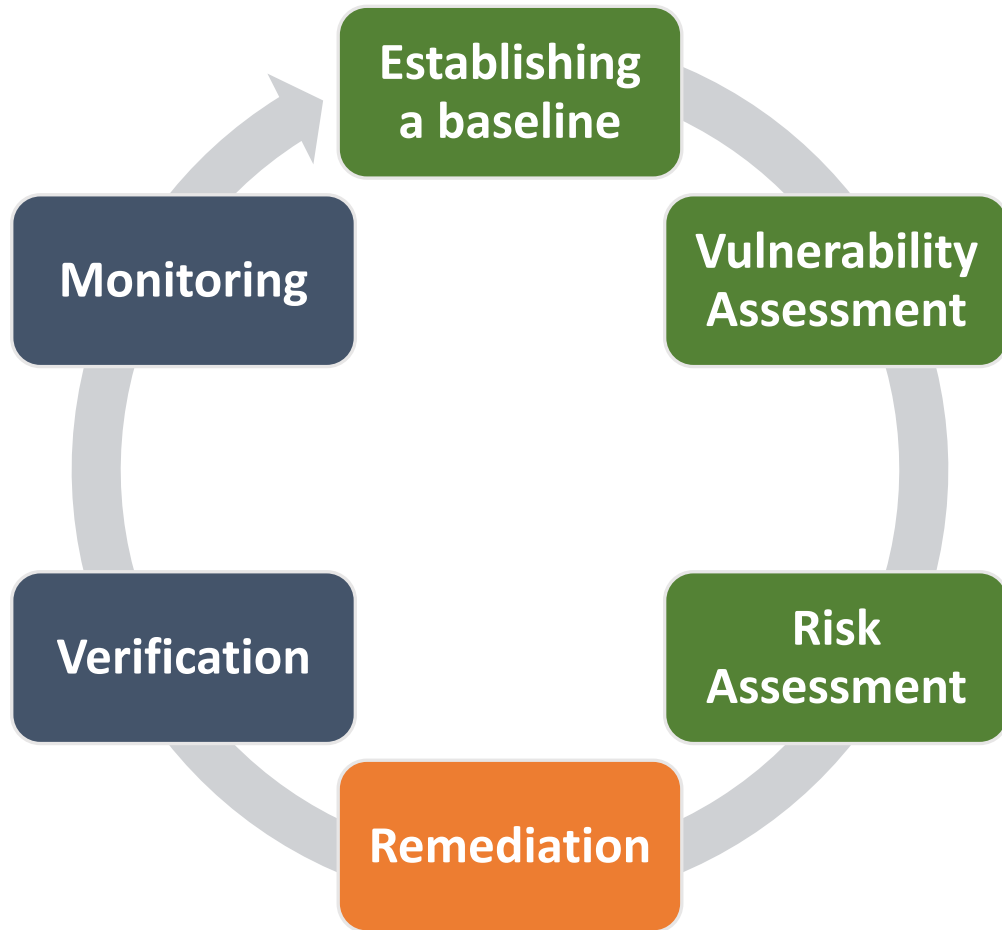 Establishing
a baseline
Vulnerability
Assessment
Risk
Assessment
Remediation
Verification
Monitoring